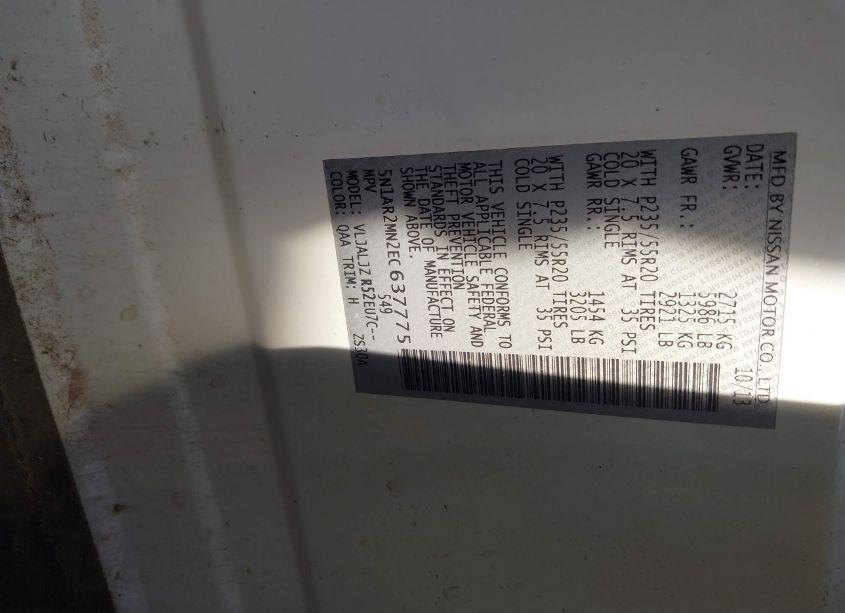 MFD BY NISSAN MOTOR CO., LTD.
DATE: 10/13
GVWR: 2715 KG
5986 LB
GAWR FR.: 1325 KG
2921 LB
WITH P235/55R20 TIRES
20 X 7.5 RIMS AT 35 PSI
COLD SINGLE
GAWR RR.: 1454 KG
3205 LB
WITH P235/55R20 TIRES
20 X 7.5 RIMS AT 35 PSI
COLD SINGLE
THIS VEHICLE CONFORMS TO
ALL APPLICABLE FEDERAL
MOTOR VEHICLE SAFETY AND
THEFT PREVENTION
STANDARDS IN EFFECT ON
THE DATE OF MANUFACTURE
SHOWN ABOVE.
5N1AR2MN2EC637775
MPV 549
MODEL: VLJALJZ R52EU7C--
COLOR: QAA TRIM: H ZS30A